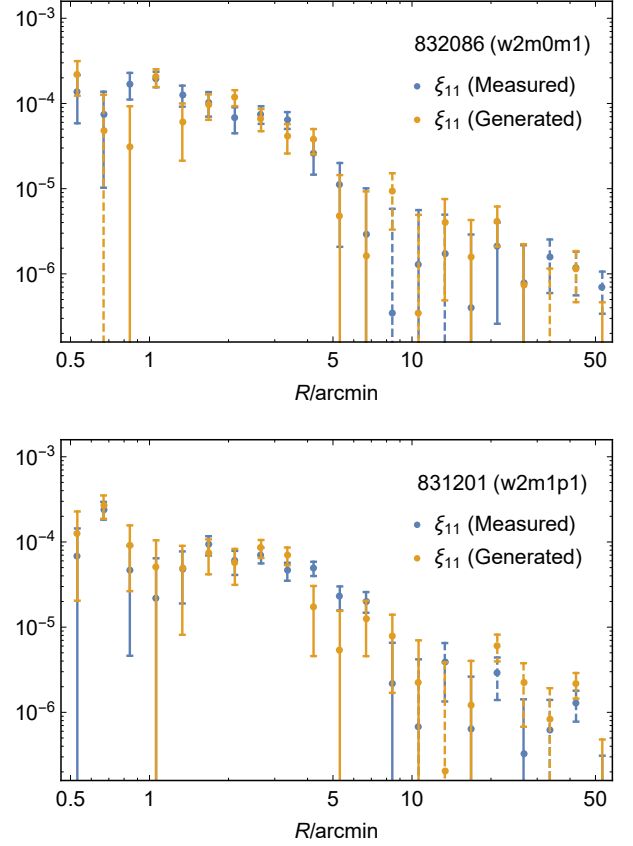 10⁻³
832086 (w2m0m1)
ξ₁₁ (Measured)
10⁻⁴
ξ₁₁ (Generated)
10⁻⁵
10⁻⁶
0.5 1 5 10 50
R/arcmin
10⁻³
831201 (w2m1p1)
ξ₁₁ (Measured)
10⁻⁴
ξ₁₁ (Generated)
10⁻⁵
10⁻⁶
0.5 1 5 10 50
R/arcmin